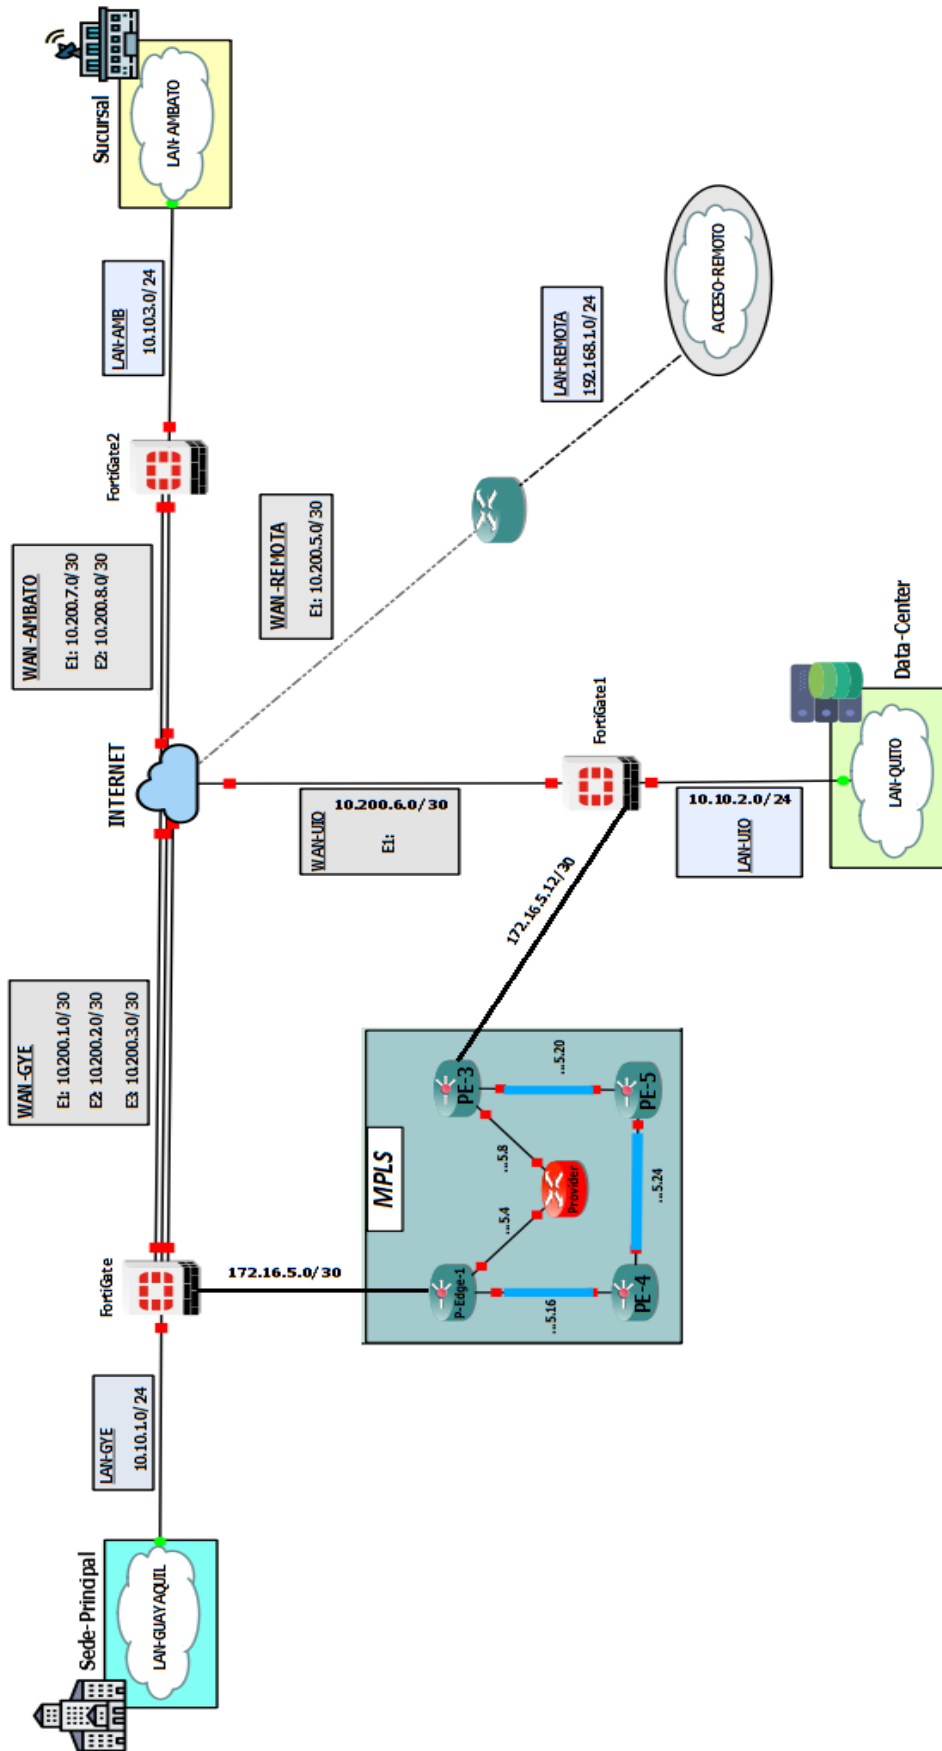 Sede-Principal
LAN-GUAYAQUIL
LAN-GYE
10.10.1.0/24
FortiGate
WAN-GYE
E1: 10.200.1.0/30
E2: 10.200.2.0/30
E3: 10.200.3.0/30
INTERNET
WAN-AMBATO
E1: 10.200.7.0/30
E2: 10.200.8.0/30
FortiGate2
LAN-AMB
10.10.3.0/24
Sucursal
LAN-AMBATO
WAN-REMOTA
E1: 10.200.5.0/30
LAN-REMOTA
192.168.1.0/24
ACCESO-REMOTO
172.16.5.0/30
MPLS
P-Edge-1
...5.4
Provider
...5.8
PE-3
...5.16
...5.20
PE-4
...5.24
PE-5
172.16.5.12/30
WAN-UIO
10.200.6.0/30
E1:
FortiGate1
10.10.2.0/24
LAN-UIO
LAN-QUITO
Data-Center